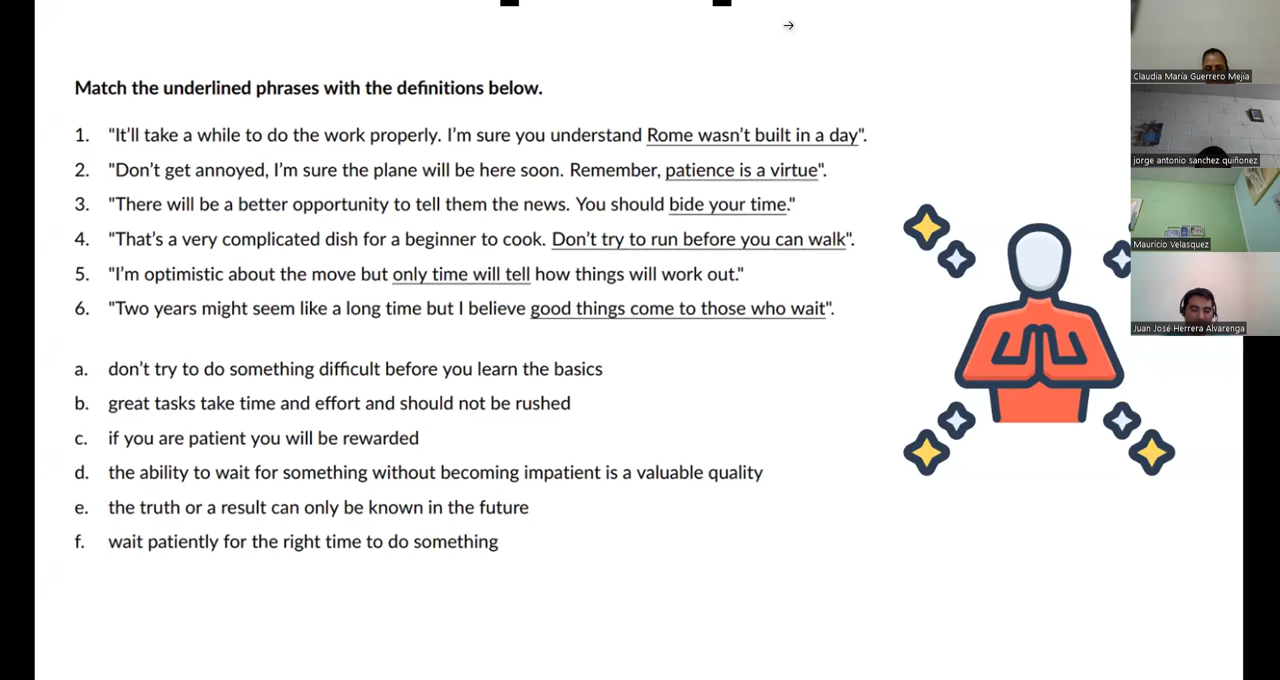 Match the underlined phrases with the definitions below.
1. "It'll take a while to do the work properly. I'm sure you understand Rome wasn't built in a day".
2. "Don't get annoyed, I'm sure the plane will be here soon. Remember, patience is a virtue".
3. "There will be a better opportunity to tell them the news. You should bide your time."
4. "That's a very complicated dish for a beginner to cook. Don't try to run before you can walk".
5. "I'm optimistic about the move but only time will tell how things will work out."
6. "Two years might seem like a long time but I believe good things come to those who wait".
a. don't try to do something difficult before you learn the basics
b. great tasks take time and effort and should not be rushed
c. if you are patient you will be rewarded
d. the ability to wait for something without becoming impatient is a valuable quality
e. the truth or a result can only be known in the future
f. wait patiently for the right time to do something
Claudia María Guerrero Mejía
jorge antonio sanchez quiñonez
Mauricio Velasquez
Juan José Herrera Alvarenga